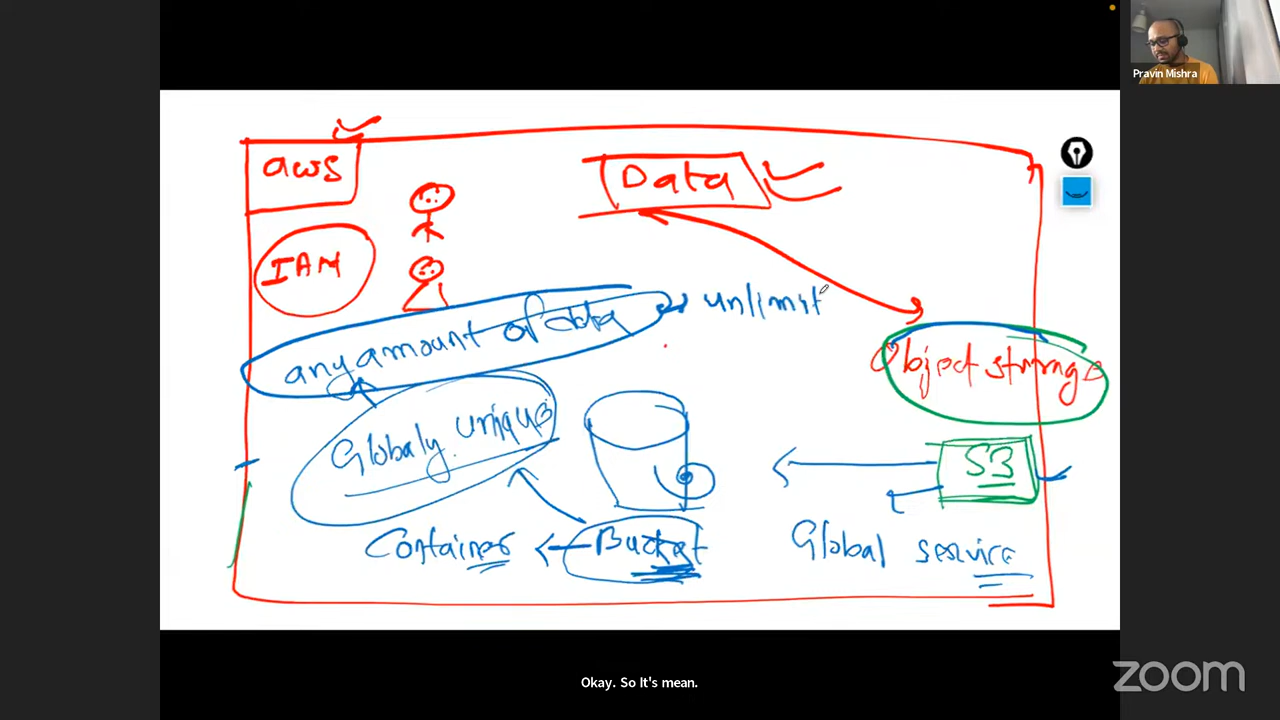 Pravin Mishra
aws
Data
IAM
any amount of data
unlimit
Object storage
Globaly unique
S3
Container
Bucket
Global service
Okay. So It's mean.
zoom